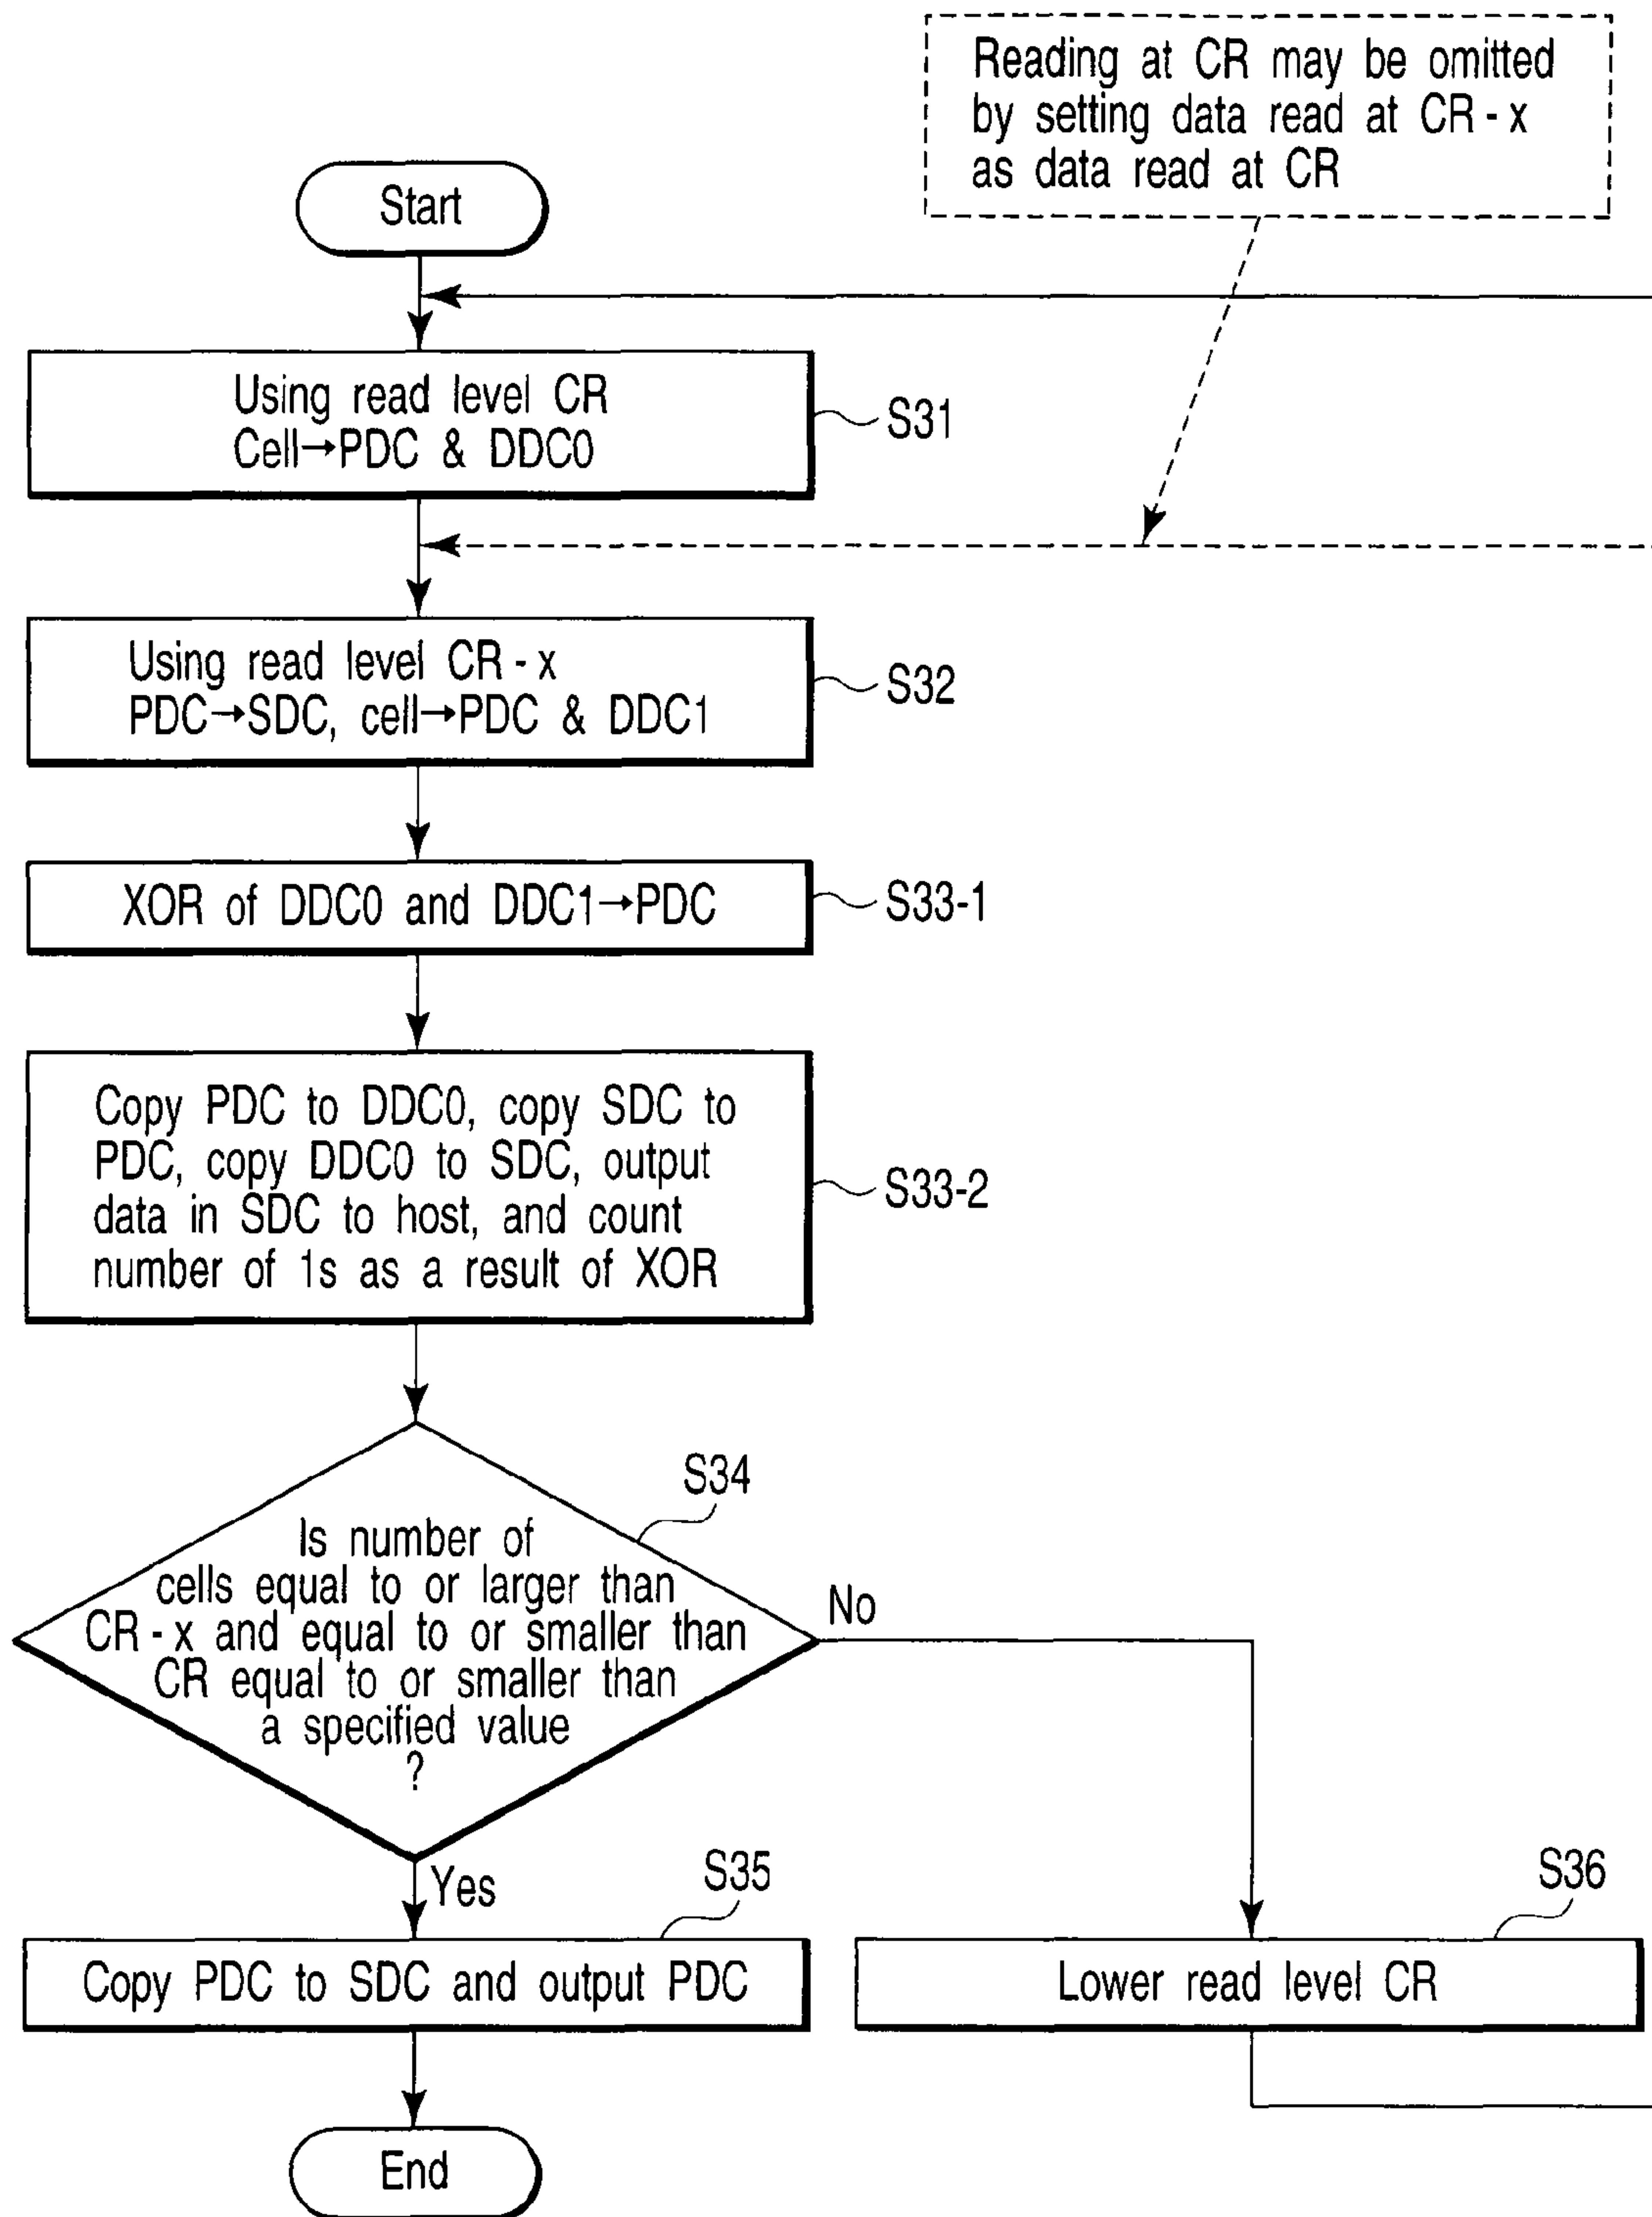 Reading at CR may be omitted
by setting data read at CR - x
as data read at CR
Start
Using read level CR
Cell→PDC & DDC0
S31
Using read level CR - x
PDC→SDC, cell→PDC & DDC1
S32
XOR of DDC0 and DDC1→PDC
S33-1
Copy PDC to DDC0, copy SDC to
PDC, copy DDC0 to SDC, output
data in SDC to host, and count
number of 1s as a result of XOR
S33-2
S34
Is number of
cells equal to or larger than
CR - x and equal to or smaller than
CR equal to or smaller than
a specified value
?
No
Yes
S35
Copy PDC to SDC and output PDC
S36
Lower read level CR
End